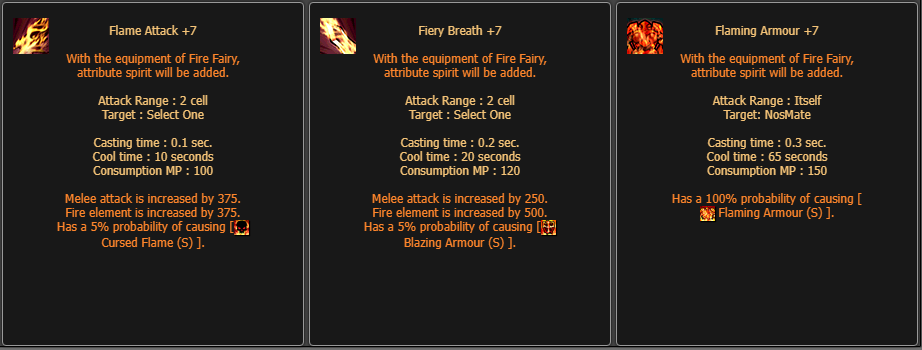 Flame Attack +7
With the equipment of Fire Fairy,
attribute spirit will be added.
Attack Range : 2 cell
Target : Select One
Casting time : 0.1 sec.
Cool time : 10 seconds
Consumption MP : 100
Melee attack is increased by 375.
Fire element is increased by 375.
Has a 5% probability of causing [
Cursed Flame (S) ].
Fiery Breath +7
With the equipment of Fire Fairy,
attribute spirit will be added.
Attack Range : 2 cell
Target : Select One
Casting time : 0.2 sec.
Cool time : 20 seconds
Consumption MP : 120
Melee attack is increased by 250.
Fire element is increased by 500.
Has a 5% probability of causing [
Blazing Armour (S) ].
Flaming Armour +7
With the equipment of Fire Fairy,
attribute spirit will be added.
Attack Range : Itself
Target: NosMate
Casting time : 0.3 sec.
Cool time : 65 seconds
Consumption MP : 150
Has a 100% probability of causing [
Flaming Armour (S) ].